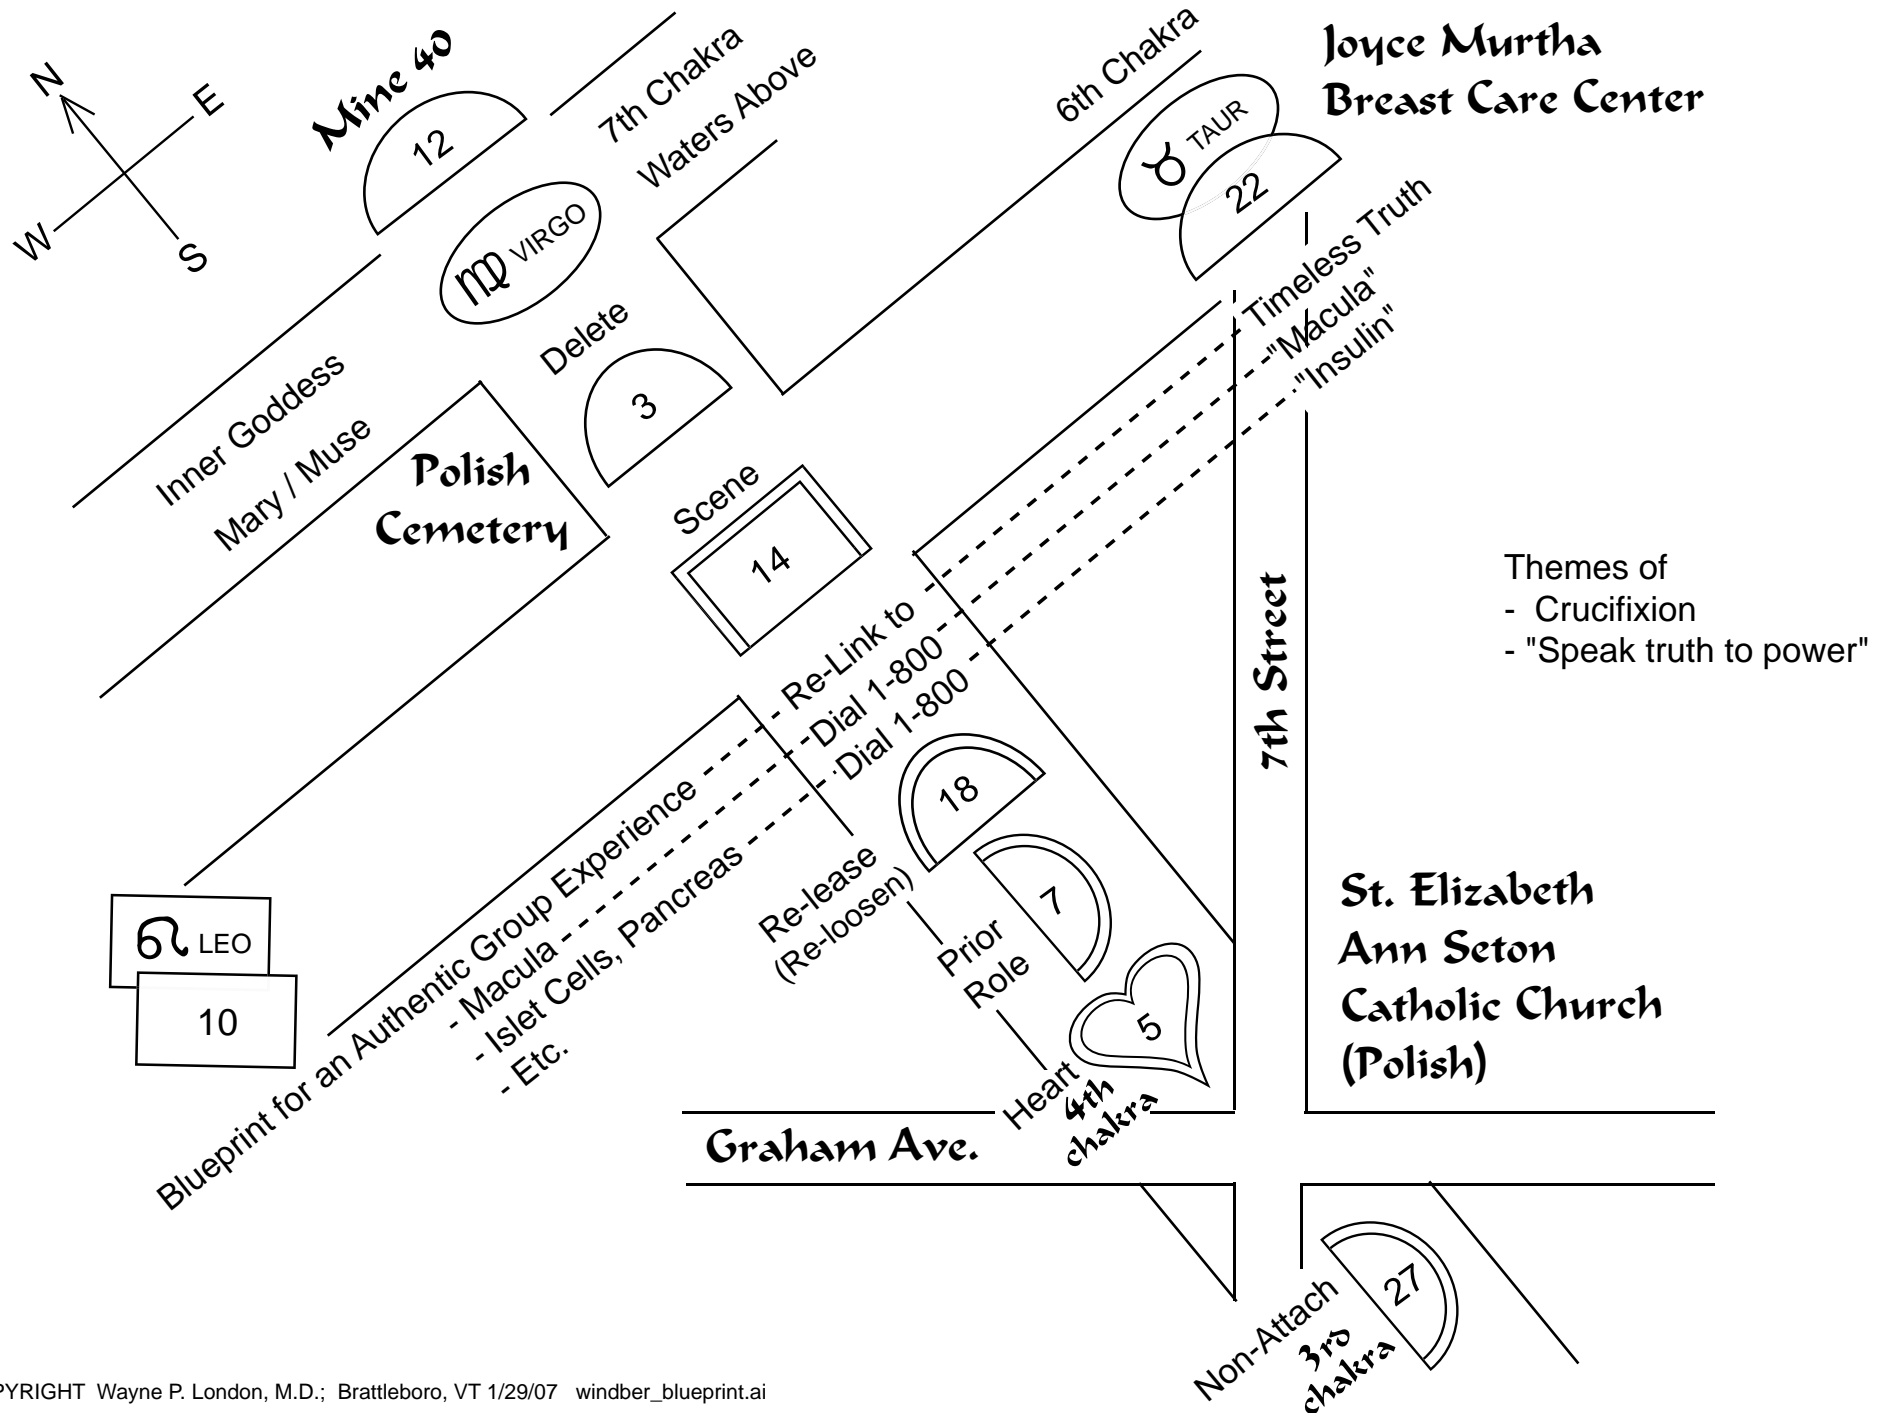 N
E
W
S
Mine 40
12
♍ VIRGO
7th Chakra
Waters Above
6th Chakra
♉ TAUR
22
Joyce Murtha
Breast Care Center
Timeless Truth
"Macula"
"Insulin"
Inner Goddess
Mary / Muse
Delete
3
Polish
Cemetery
Scene
14
Re-Link to
Dial 1-800
Dial 1-800
7th Street
Themes of
- Crucifixion
- "Speak truth to power"
♌ LEO
10
Blueprint for an Authentic Group Experience
- Macula
- Islet Cells, Pancreas
- Etc.
18
Re-lease
(Re-loosen)
7
Prior
Role
5
Heart
4th
chakra
St. Elizabeth
Ann Seton
Catholic Church
(Polish)
Graham Ave.
27
Non-Attach
3rd
chakra
PYRIGHT Wayne P. London, M.D.; Brattleboro, VT 1/29/07 windber_blueprint.ai